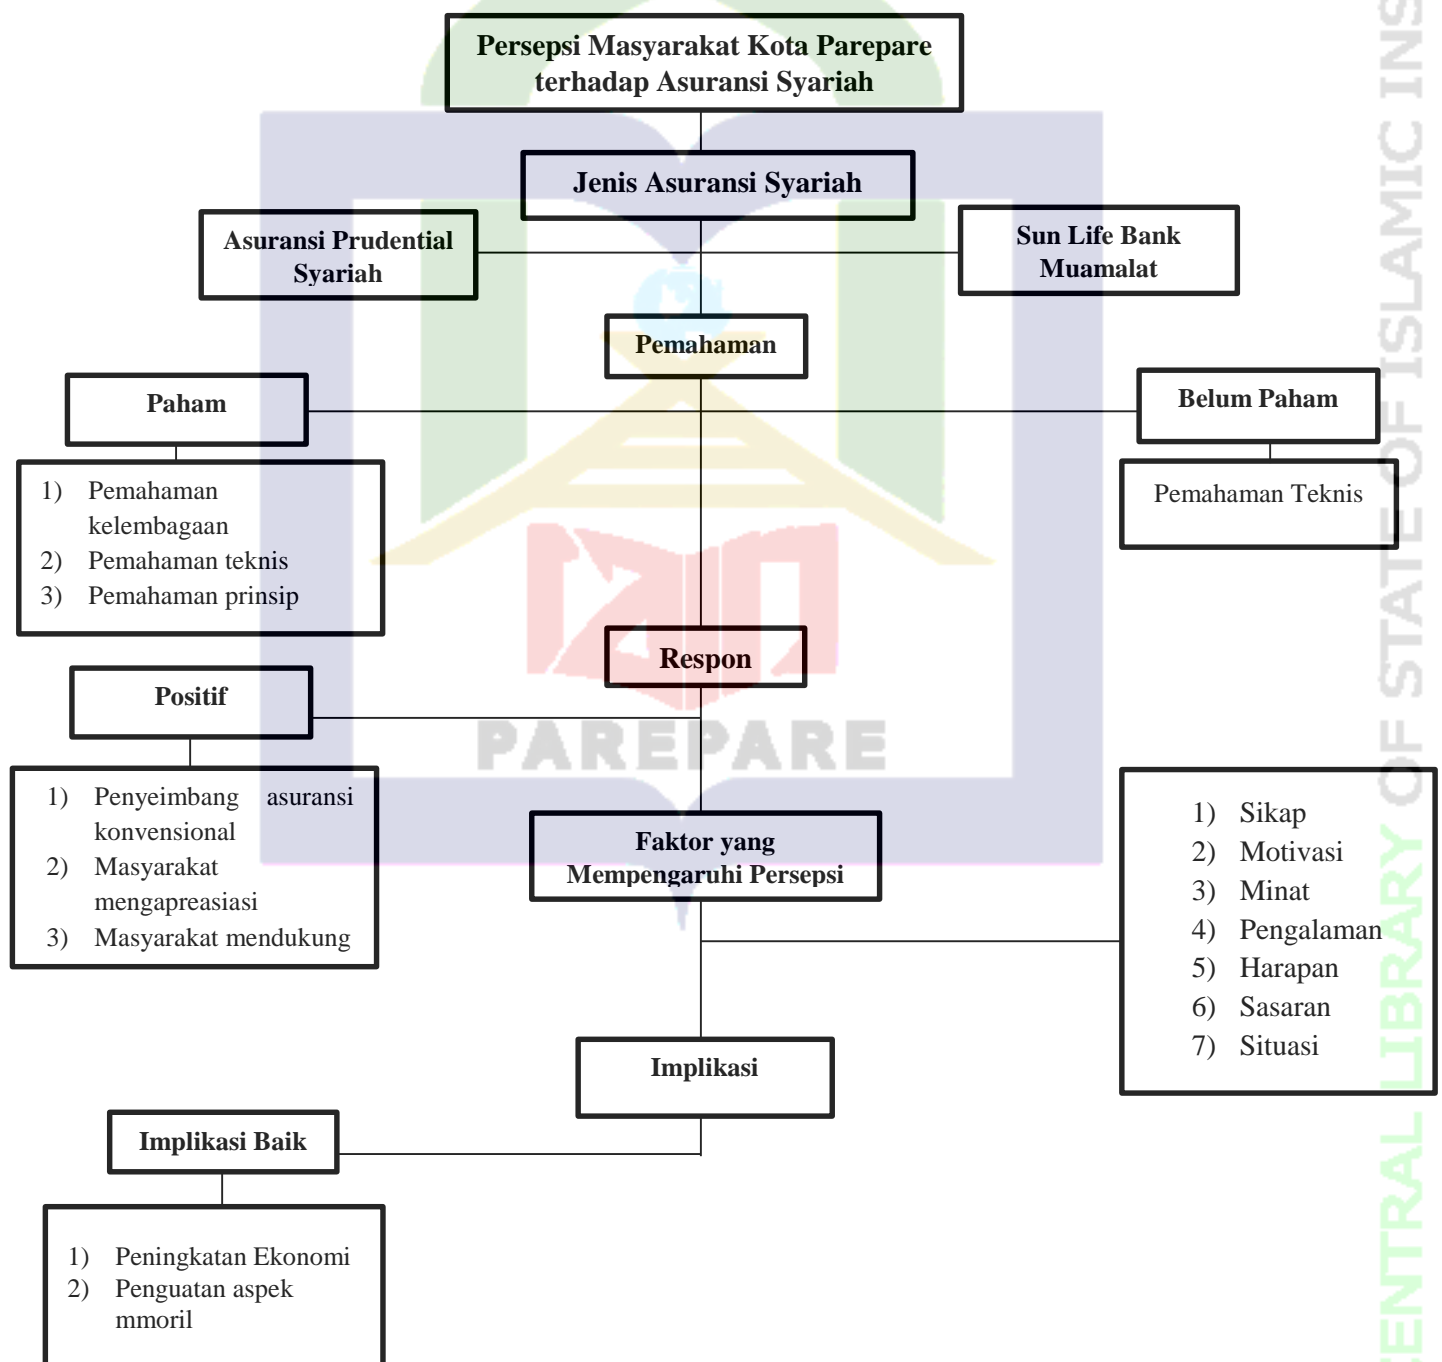 Persepsi Masyarakat Kota Parepare
terhadap Asuransi Syariah
Jenis Asuransi Syariah
Asuransi Prudential
Syariah
Sun Life Bank
Muamalat
Pemahaman
Paham
Belum Paham
1) Pemahaman
kelembagaan
2) Pemahaman teknis
3) Pemahaman prinsip
Pemahaman Teknis
Respon
Positif
PAREPARE
1) Penyeimbang asuransi
konvensional
2) Masyarakat
mengapreasiasi
3) Masyarakat mendukung
Faktor yang
Mempengaruhi Persepsi
1) Sikap
2) Motivasi
3) Minat
4) Pengalaman
5) Harapan
6) Sasaran
7) Situasi
Implikasi
Implikasi Baik
1) Peningkatan Ekonomi
2) Penguatan aspek
mmoril
OF STATE OF ISLAMIC
LIBRARY